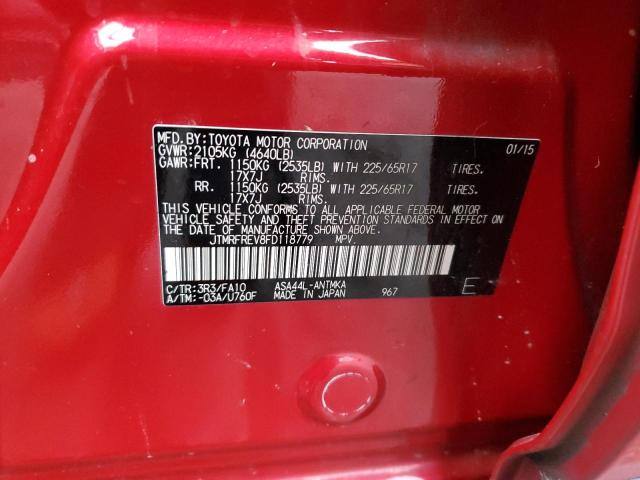 MFD.BY:TOYOTA MOTOR CORPORATION 01/15
GVWR:2105KG (4640LB)
GAWR:FRT. 1150KG (2535LB) WITH 225/65R17 TIRES.
17X7J RIMS.
RR. 1150KG (2535LB) WITH 225/65R17 TIRES.
17X7J RIMS.
THIS VEHICLE CONFORMS TO ALL APPLICABLE FEDERAL MOTOR
VEHICLE SAFETY AND THEFT PREVENTION STANDARDS IN EFFECT
ON THE DATE OF MANUFACTURE SHOWN ABOVE.
JTMRFREV8FD118779 MPV.
C/TR:3R3/FA10 ASA44L-ANTMKA
A/TM:-03A/U760F MADE IN JAPAN 967 E